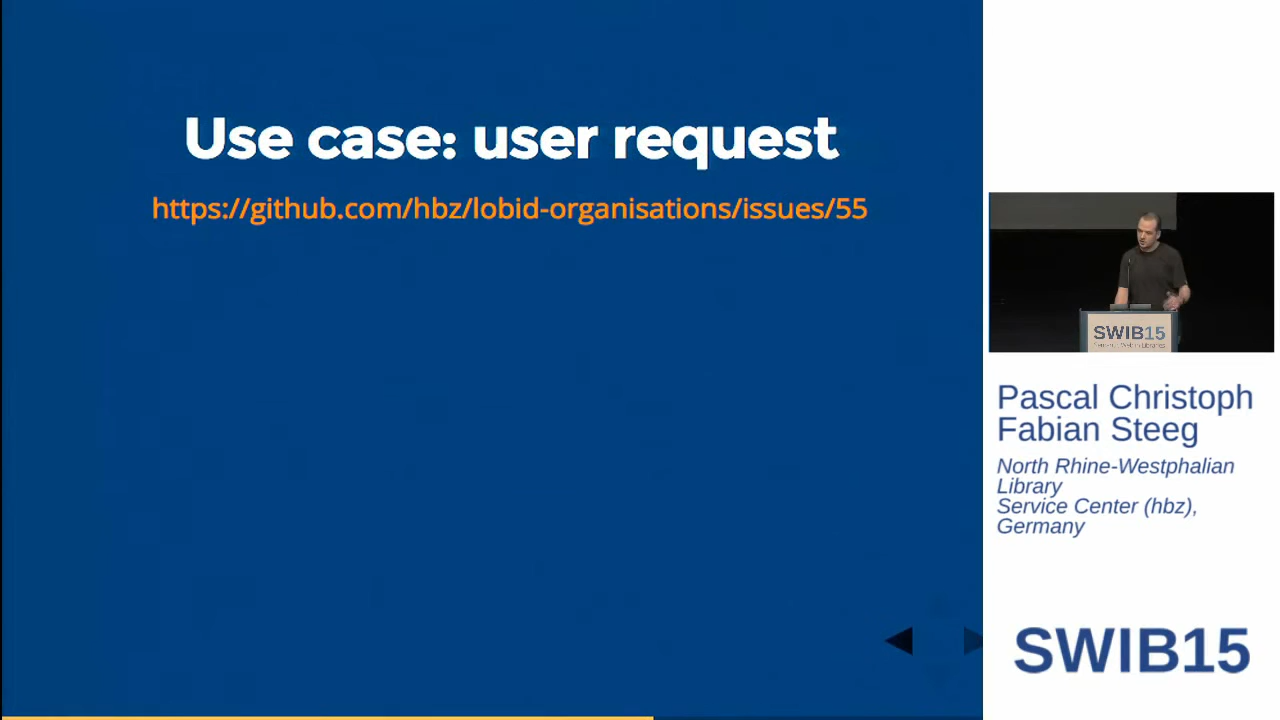 Use case: user request
https://github.com/hbz/lobid-organisations/issues/55
SWIB15
Pascal Christoph
Fabian Steeg
North Rhine-Westphalian
Library
Service Center (hbz),
Germany
SWIB15